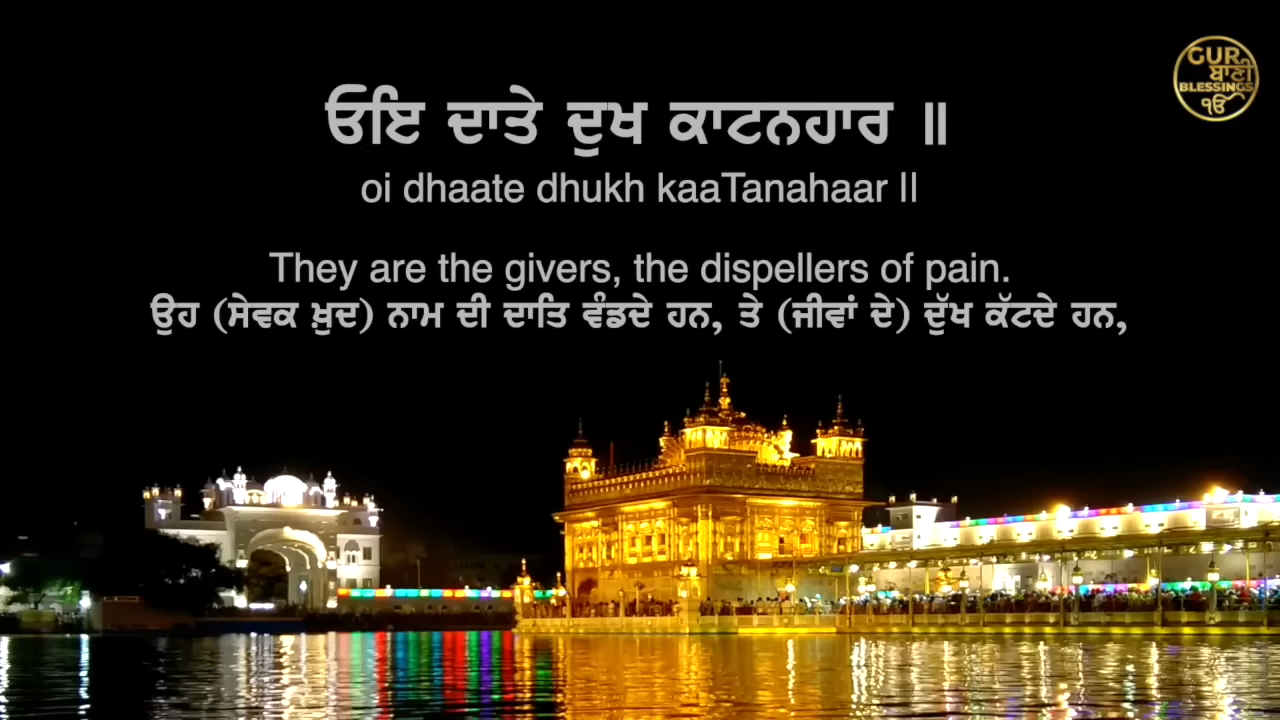 GUR
ਬਾਣੀ
BLESSINGS
ੴ
ਓਇ ਦਾਤੇ ਦੁਖ ਕਾਟਨਹਾਰ ॥
oi dhaate dhukh kaaTanahaar ||
They are the givers, the dispellers of pain.
ਉਹ (ਸੇਵਕ ਖ਼ੁਦ) ਨਾਮ ਦੀ ਦਾਤਿ ਵੰਡਦੇ ਹਨ, ਤੇ (ਜੀਵਾਂ ਦੇ) ਦੁੱਖ ਕੱਟਦੇ ਹਨ,